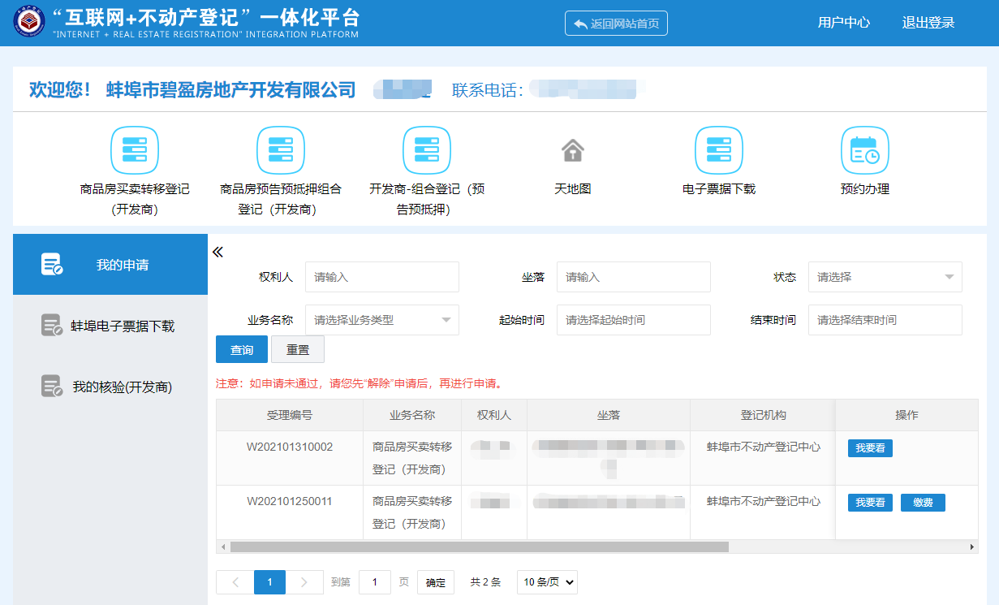 “互联网+不动产登记”一体化平台
"INTERNET + REAL ESTATE REGISTRATION" INTEGRATION PLATFORM
返回网站首页
用户中心
退出登录
欢迎您！ 蚌埠市碧盈房地产开发有限公司
联系电话：
商品房买卖转移登记
（开发商）
商品房预告预抵押组合
登记（开发商）
开发商-组合登记（预
告预抵押）
天地图
电子票据下载
预约办理
我的申请
蚌埠电子票据下载
我的核验(开发商)
权利人 请输入
坐落 请输入
状态 请选择
业务名称 请选择业务类型
起始时间 请选择起始时间
结束时间 请选择结束时间
查询 重置
注意：如申请未通过，请您先“解除”申请后，再进行申请。
受理编号 业务名称 权利人 坐落 登记机构 操作
W202101310002 商品房买卖转移 蚌埠市不动产登记中心 我要看
登记（开发商）
W202101250011 商品房买卖转移 蚌埠市不动产登记中心 我要看 缴费
登记（开发商）
1 到第 1 页 确定 共 2 条 10 条/页